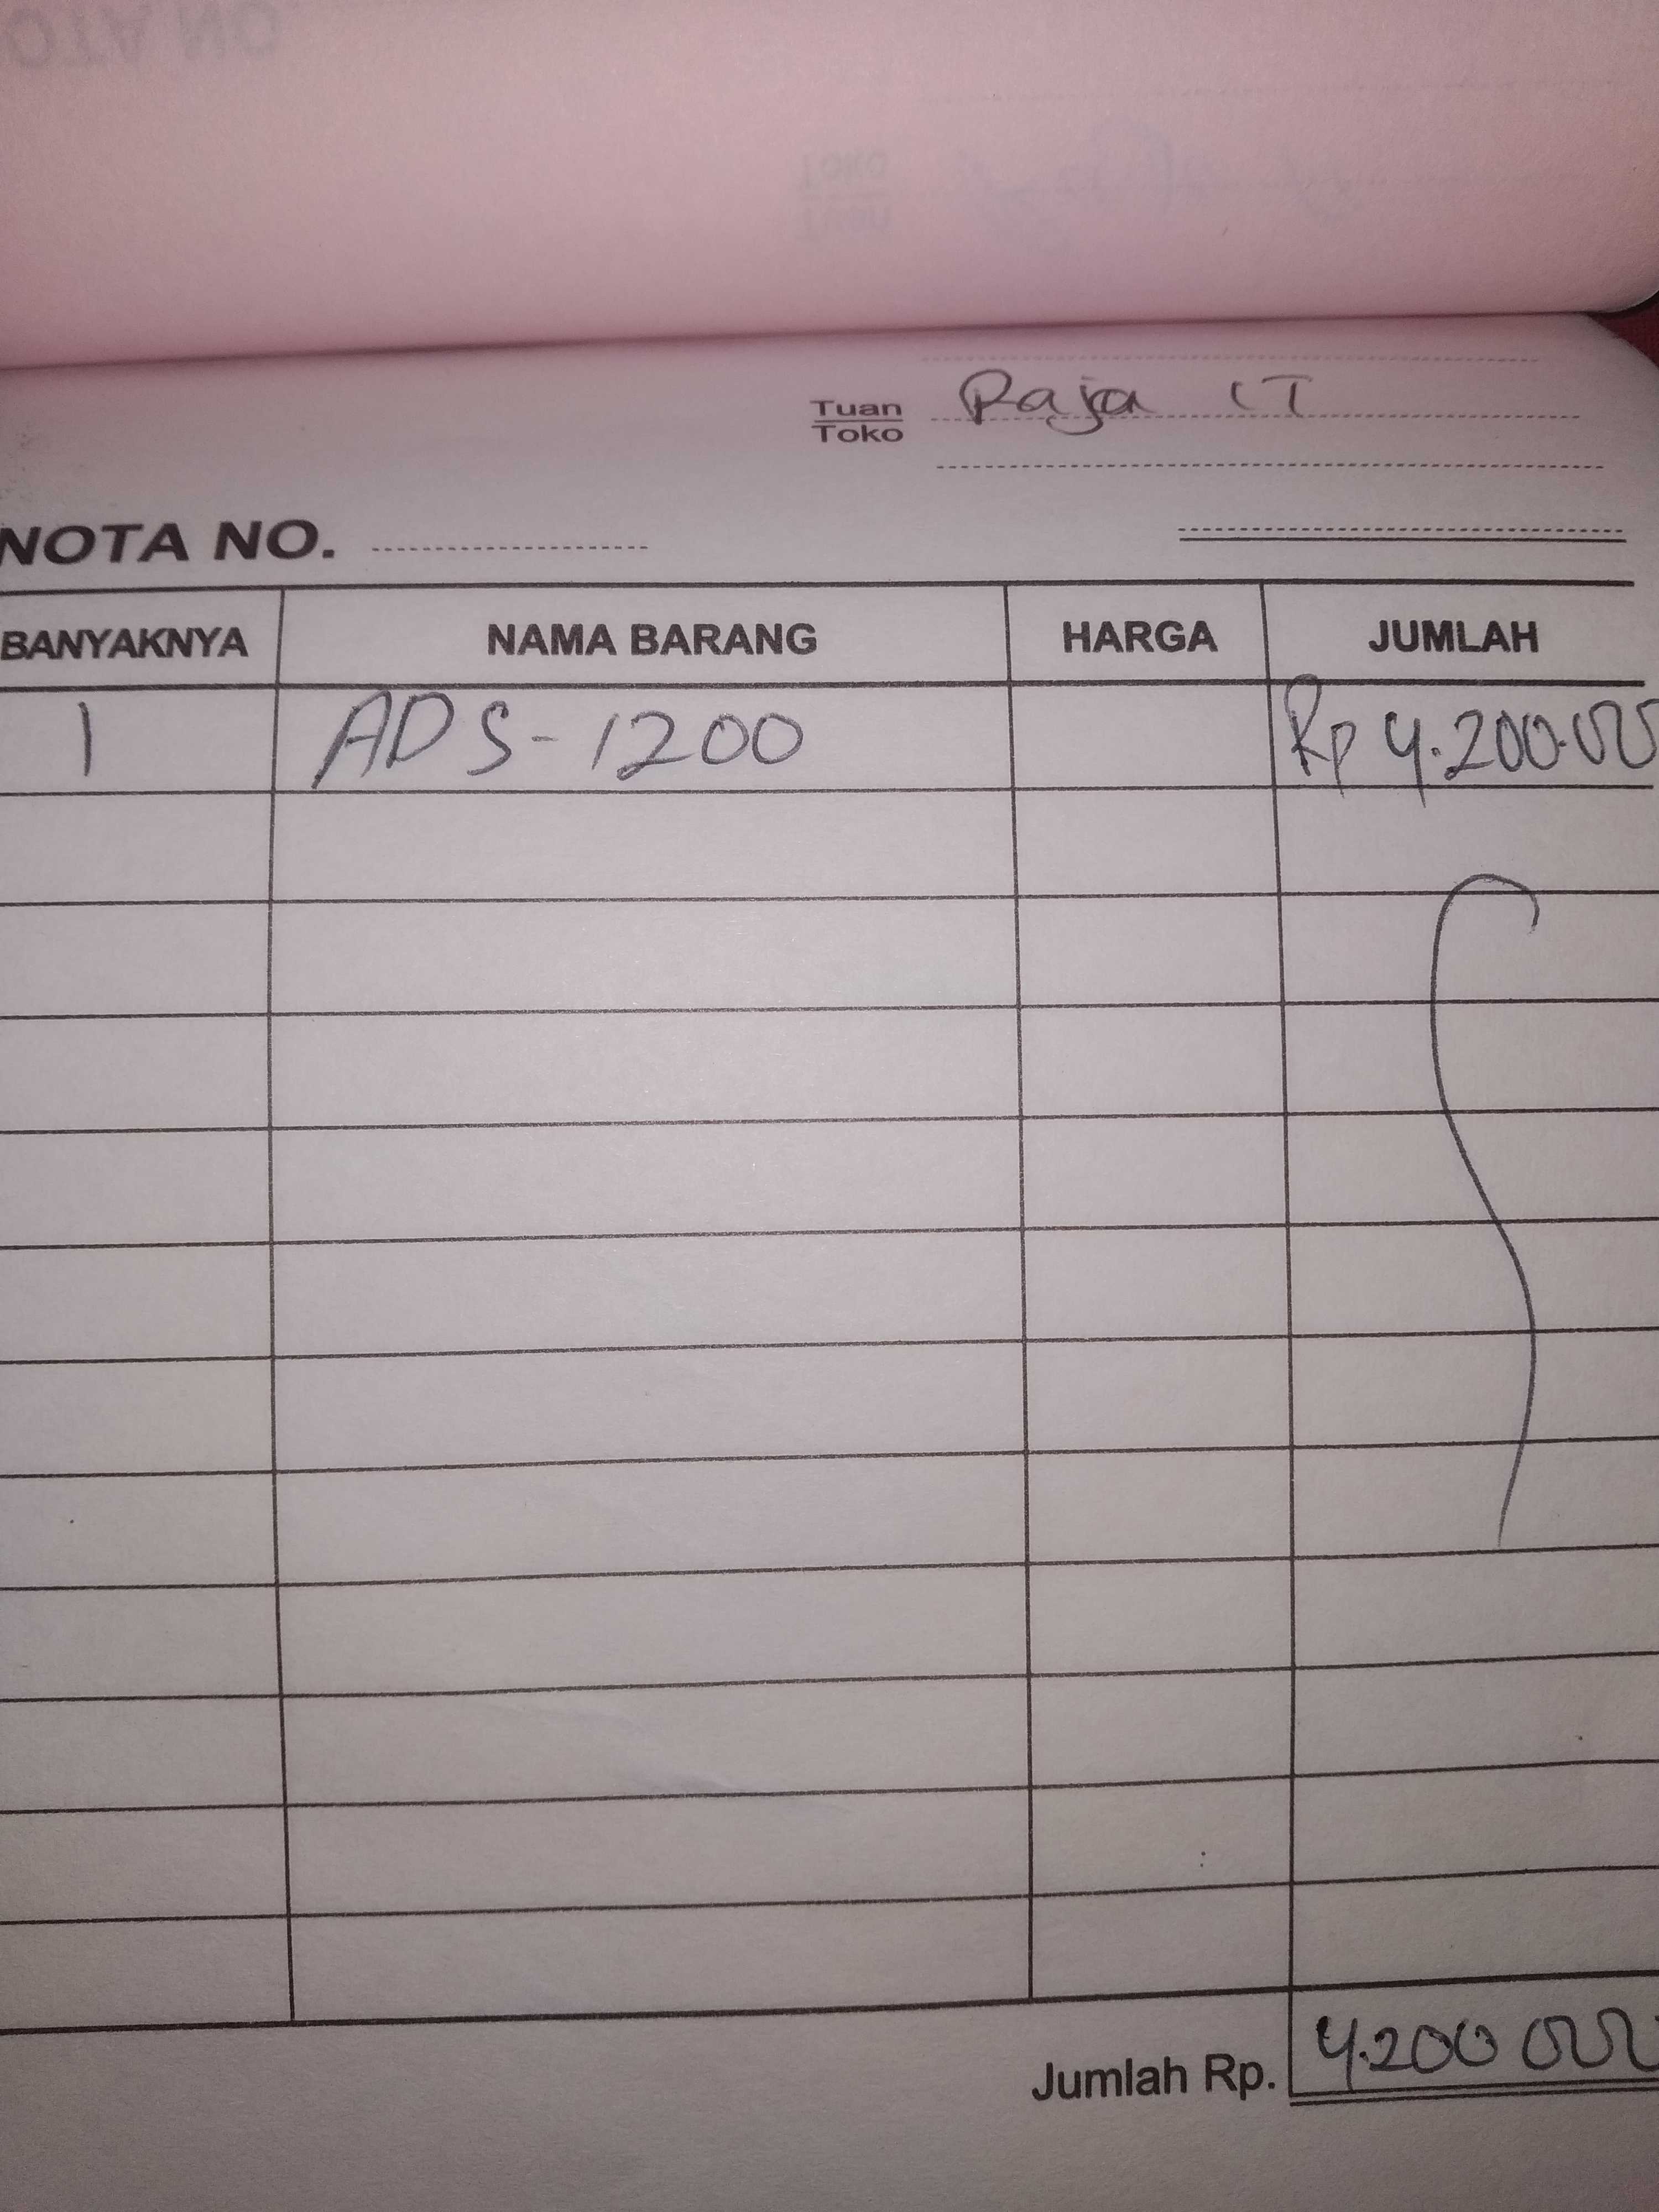 Tuan Raja IT
Toko
NOTA NO.
BANYAKNYA NAMA BARANG HARGA JUMLAH
1 ADS-1200 Rp 4.200.000
Jumlah Rp. 4.200 000